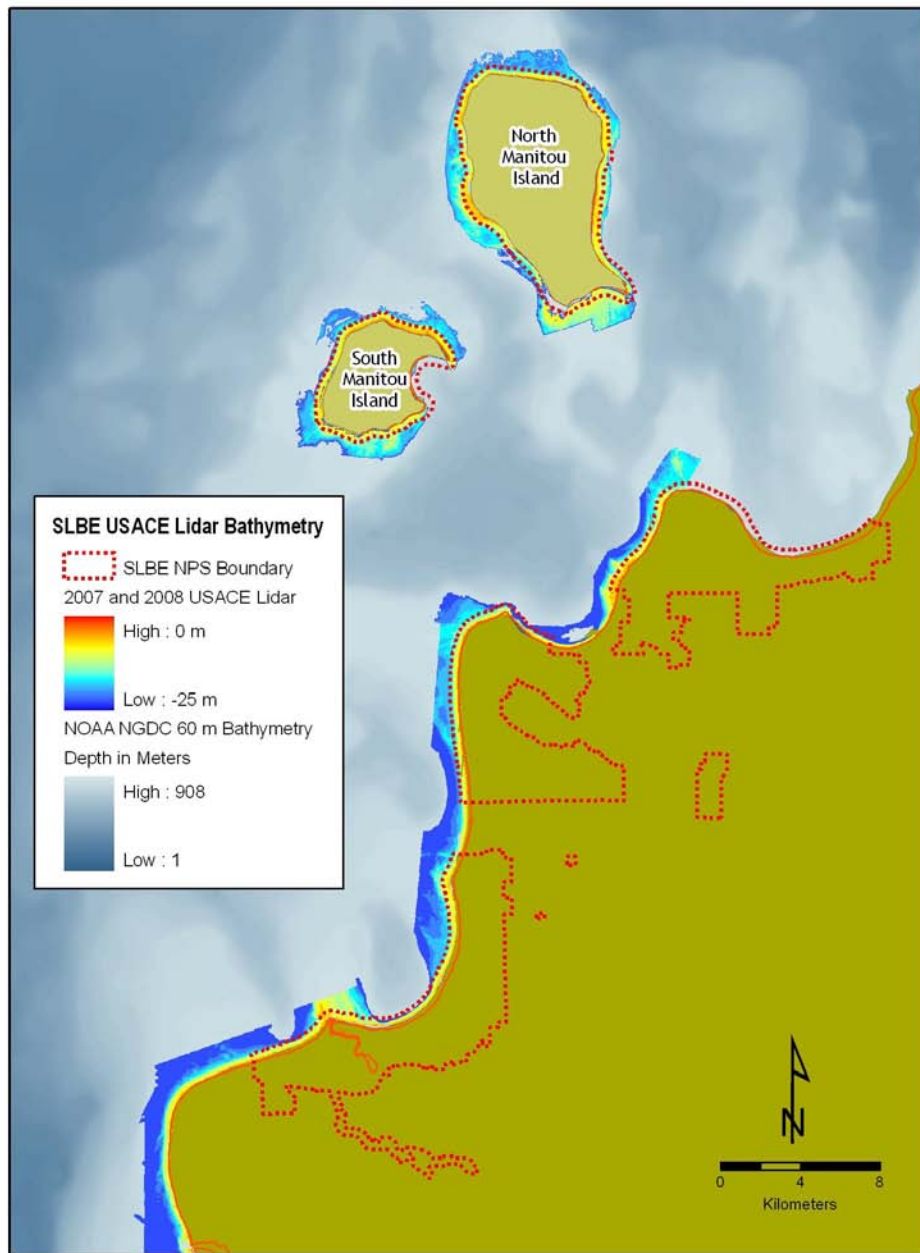 North
Manitou
Island
South
Manitou
Island
SLBE USACE Lidar Bathymetry
SLBE NPS Boundary
2007 and 2008 USACE Lidar
High : 0 m
Low : -25 m
NOAA NGDC 60 m Bathymetry
Depth in Meters
High : 908
Low : 1
N
0 4 8
Kilometers